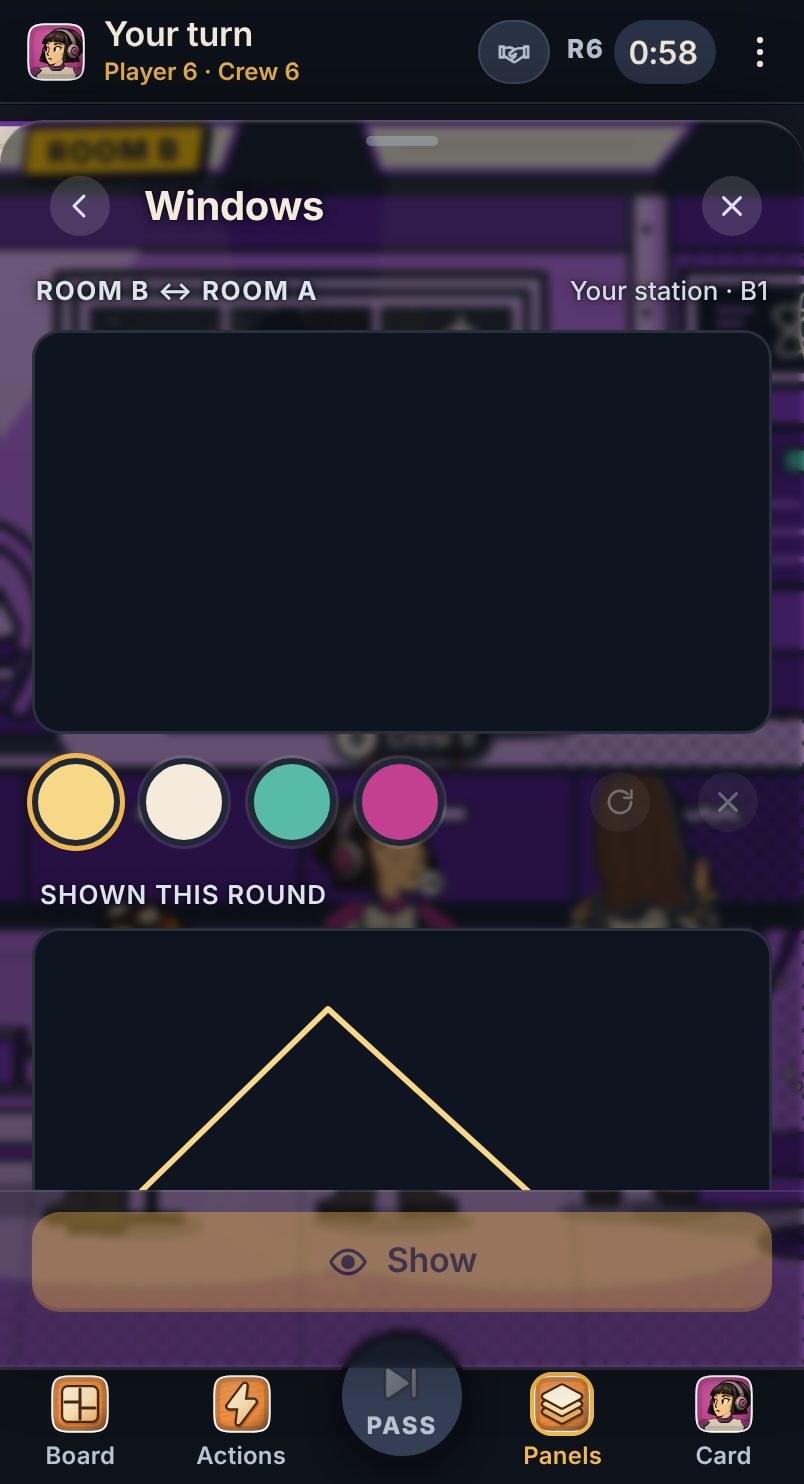 Your turn
Player 6 · Crew 6
R6
0:58
ROOM B
Windows
ROOM B ↔ ROOM A
Your station · B1
SHOWN THIS ROUND
Show
PASS
Board
Actions
Panels
Card